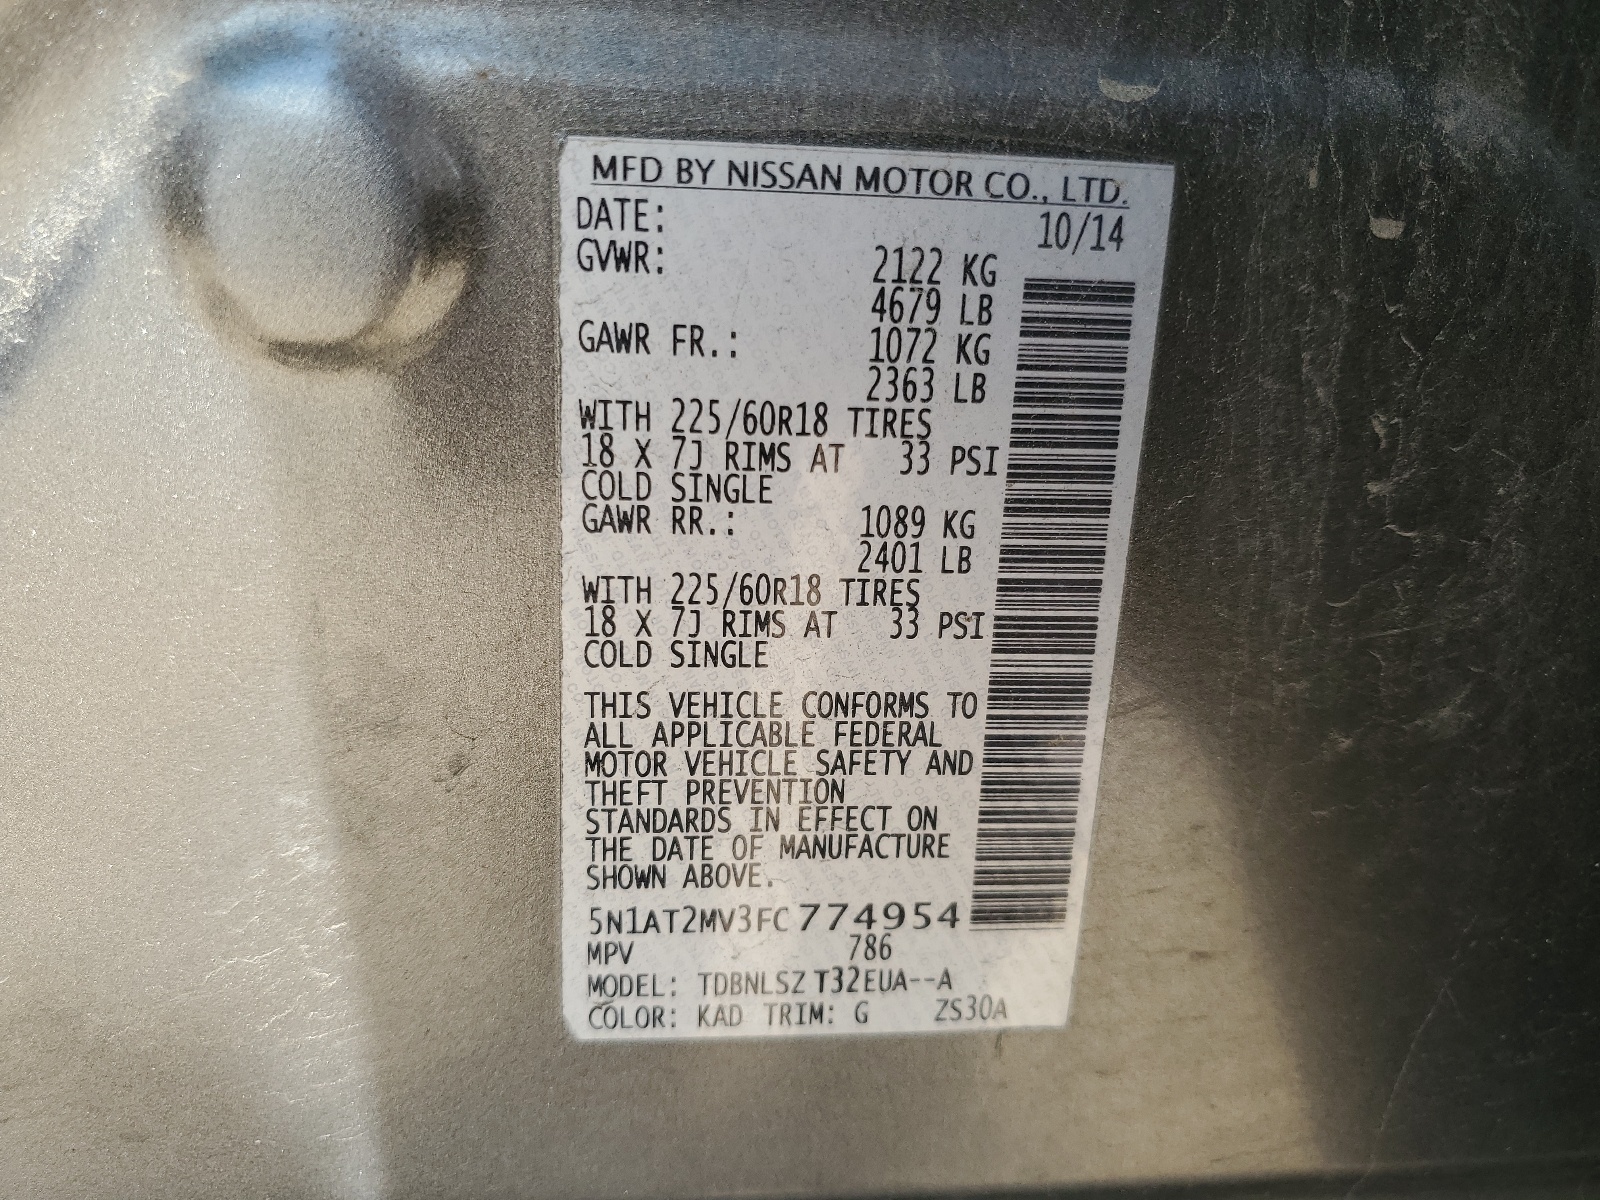 MFD BY NISSAN MOTOR CO., LTD.
DATE: 10/14
GVWR: 2122 KG
4679 LB
GAWR FR.: 1072 KG
2363 LB
WITH 225/60R18 TIRES
18 X 7J RIMS AT 33 PSI
COLD SINGLE
GAWR RR.: 1089 KG
2401 LB
WITH 225/60R18 TIRES
18 X 7J RIMS AT 33 PSI
COLD SINGLE
THIS VEHICLE CONFORMS TO
ALL APPLICABLE FEDERAL
MOTOR VEHICLE SAFETY AND
THEFT PREVENTION
STANDARDS IN EFFECT ON
THE DATE OF MANUFACTURE
SHOWN ABOVE.
5N1AT2MV3FC774954
MPV 786
MODEL: TDBNLSZ T32EUA--A
COLOR: KAD TRIM: G ZS30A